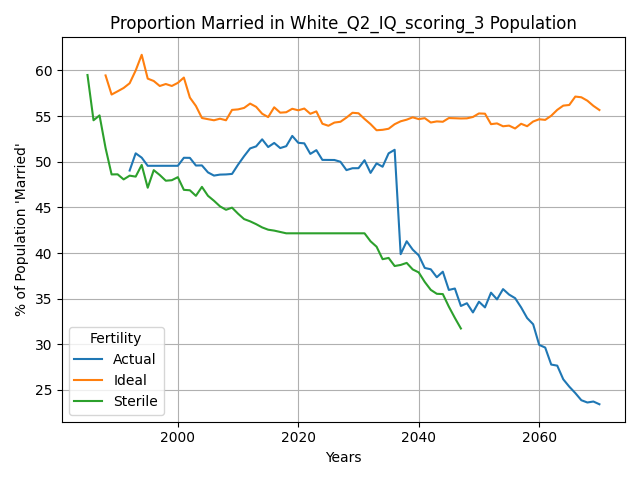 Proportion Married in White_Q2_IQ_scoring_3 Population
% of Population 'Married'
60
55
50
45
40
35
30
25
Fertility
Actual
Ideal
Sterile
2000 2020 2040 2060
Years